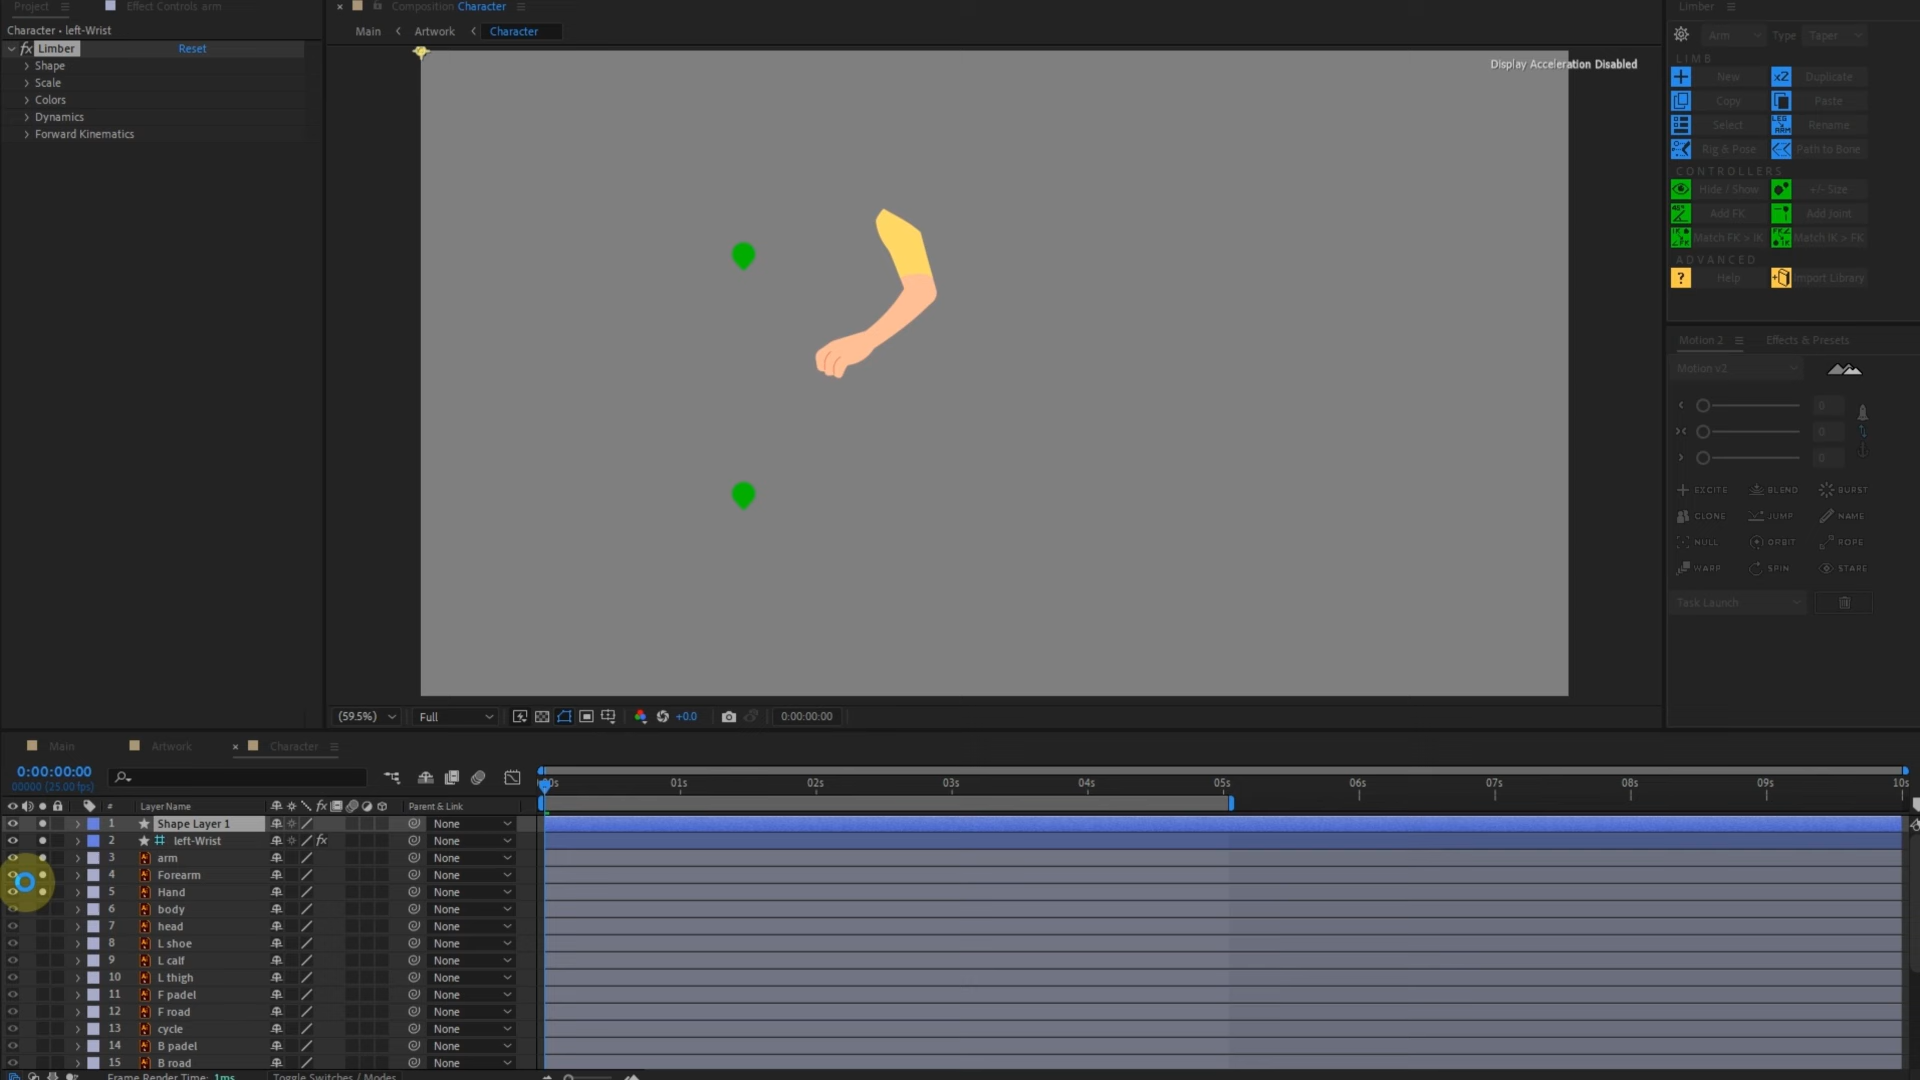 Project
Effect Controls arm
Composition Character
Limber
Character • left-Wrist
Main
Artwork
Character
Arm
Type
Taper
fx Limber
Reset
Display Acceleration Disabled
LIMB
Shape
New
x2 Duplicate
Scale
Copy
Paste
Colors
Select
Rename
Dynamics
Rig & Pose
Path to Bone
Forward Kinematics
CONTROLLERS
Hide / Show
+/- Size
Add FK
Add Joint
Match FK > IK
Match IK > FK
ADVANCED
? Help
Import Library
Motion 2
Effects & Presets
Motion v2
0
0
0
EXCITE
BLEND
BURST
CLONE
JUMP
NAME
NULL
ORBIT
ROPE
WARP
SPIN
STARE
Task Launch
(59.5%)
Full
+0.0
0:00:00:00
Main
Artwork
Character
0:00:00:00
00000 (25.00 fps)
01s
02s
03s
04s
05s
06s
07s
08s
09s
10s
# Layer Name
fx
Parent & Link
1 Shape Layer 1 None
2 left-Wrist fx None
3 arm None
4 Forearm None
5 Hand None
6 body None
7 head None
8 L shoe None
9 L calf None
10 L thigh None
11 F padel None
12 F road None
13 cycle None
14 B padel None
15 B road None
Frame Render Time: 1ms
Toggle Switches / Modes